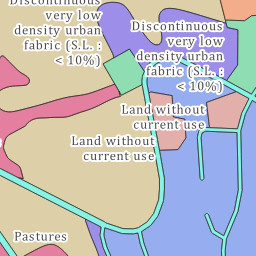 Discontinuous
very low
density urban
fabric (S.L. :
< 10%)
Discontinuous
very low
density urban
fabric (S.L. :
< 10%)
Land without
current use
Land without
current use
Pastures